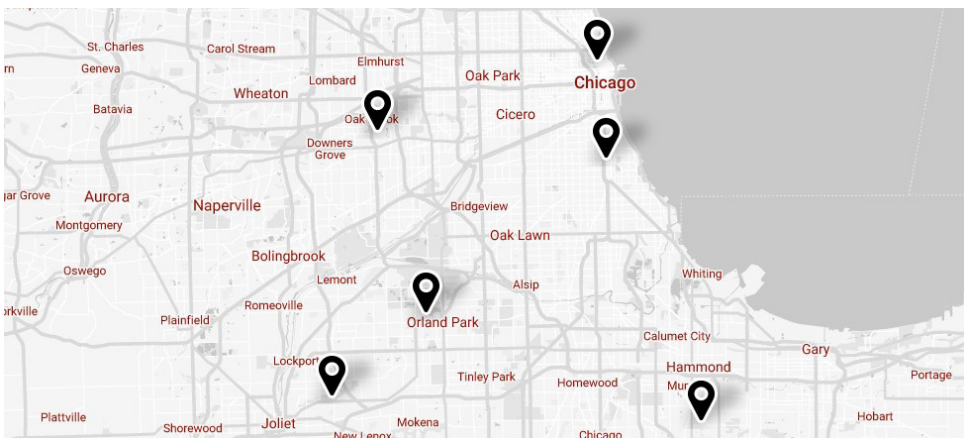 St. Charles
Carol Stream
Elmhurst
Geneva
Lombard
Oak Park
Chicago
Wheaton
Batavia
Cicero
Downers
Grove
Aurora
Naperville
Bridgeview
Montgomery
Oak Lawn
Bolingbrook
Oswego
Lemont
Whiting
Alsip
Romeoville
Plainfield
Orland Park
Calumet City
Gary
Hammond
Portage
Tinley Park
Homewood
Plattville
Joliet
Mokena
Hobart
Shorewood
New Lenox
Chicago